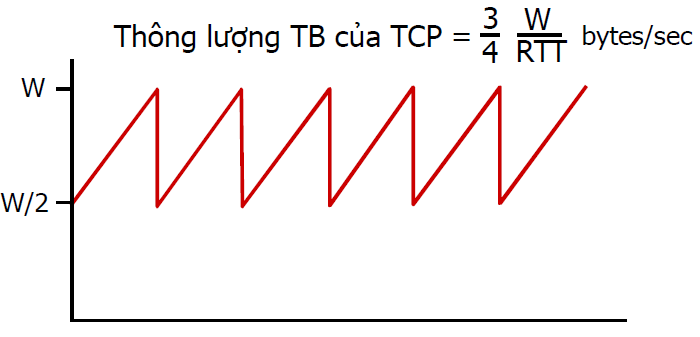 Thông lượng TB của TCP = 3/4 W/RTT bytes/sec
W
W/2